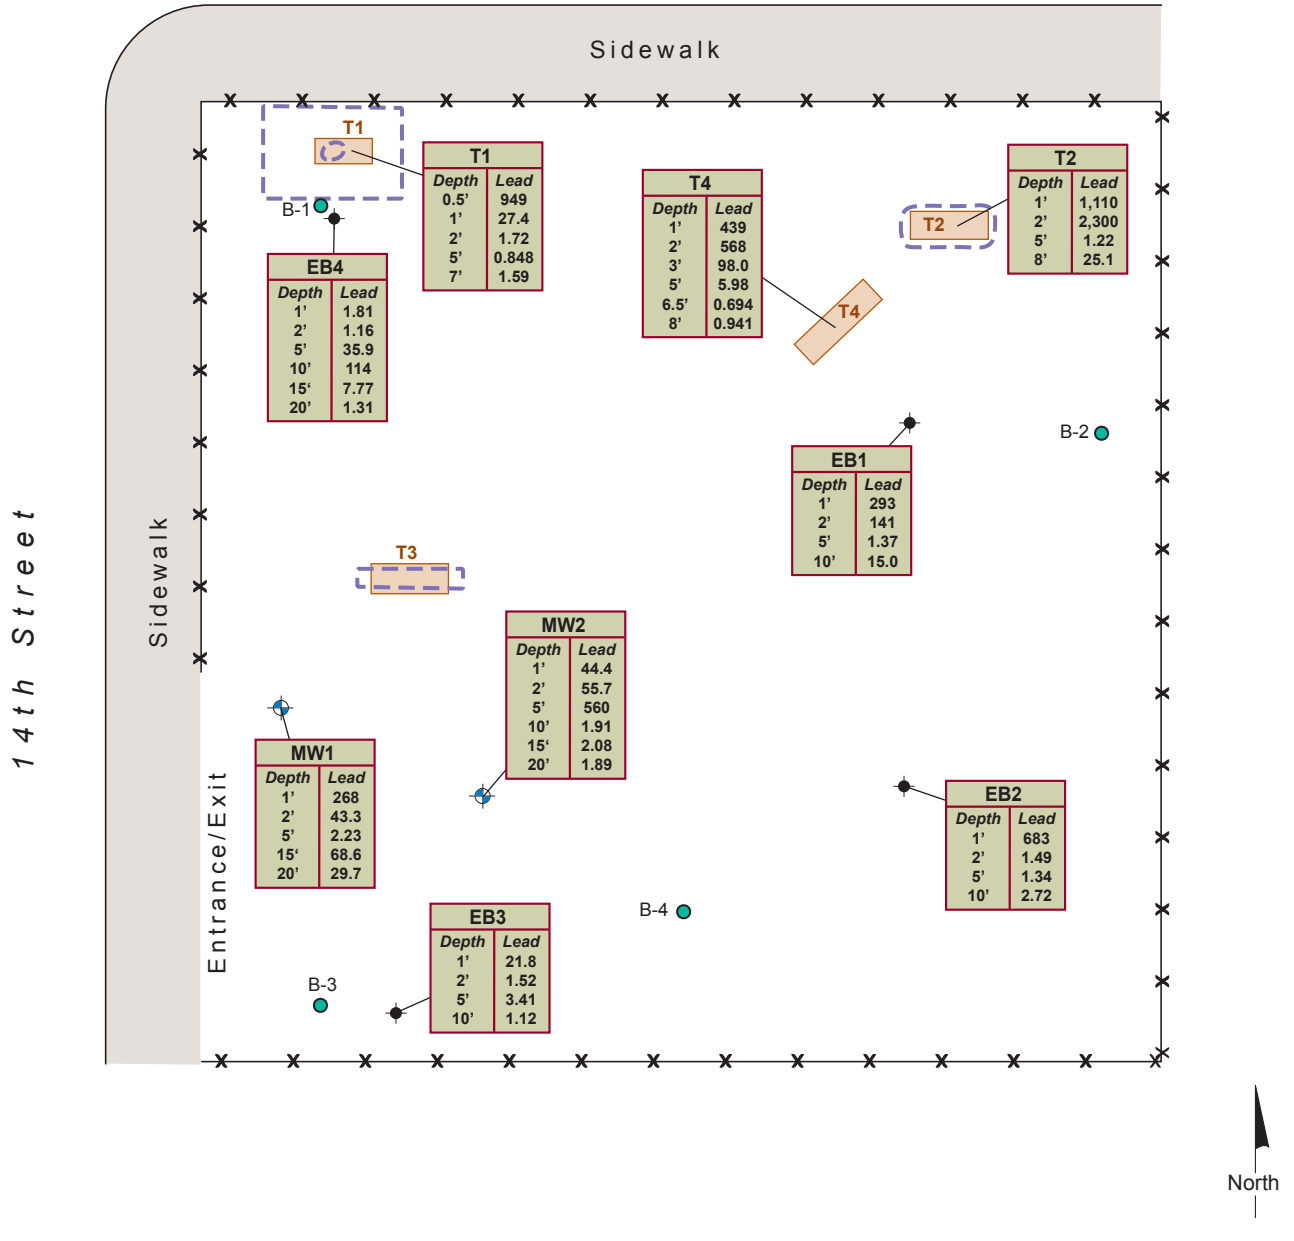 Sidewalk
T1
T1
Depth Lead
0.5’ 949
1’ 27.4
2’ 1.72
5’ 0.848
7’ 1.59
T4
Depth Lead
1’ 439
2’ 568
3’ 98.0
5’ 5.98
6.5’ 0.694
8’ 0.941
T2
Depth Lead
1’ 1,110
2’ 2,300
5’ 1.22
8’ 25.1
T2
B-1
EB4
Depth Lead
1’ 1.81
2’ 1.16
5’ 35.9
10’ 114
15‘ 7.77
20’ 1.31
T4
B-2
EB1
Depth Lead
1’ 293
2’ 141
5’ 1.37
10’ 15.0
14th Street
Sidewalk
T3
MW2
Depth Lead
1’ 44.4
2’ 55.7
5’ 560
10’ 1.91
15‘ 2.08
20’ 1.89
MW1
Depth Lead
1’ 268
2’ 43.3
5’ 2.23
15‘ 68.6
20’ 29.7
Entrance/Exit
EB2
Depth Lead
1’ 683
2’ 1.49
5’ 1.34
10’ 2.72
B-4
EB3
Depth Lead
1’ 21.8
2’ 1.52
5’ 3.41
10’ 1.12
B-3
North